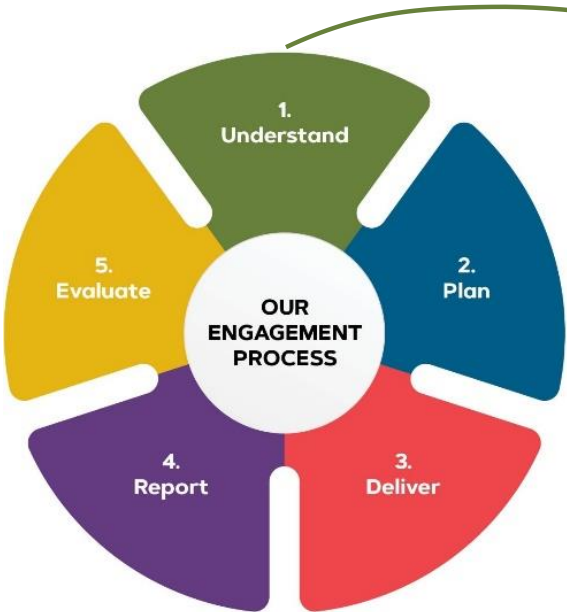 1.
Understand
2.
Plan
3.
Deliver
4.
Report
5.
Evaluate
OUR
ENGAGEMENT
PROCESS